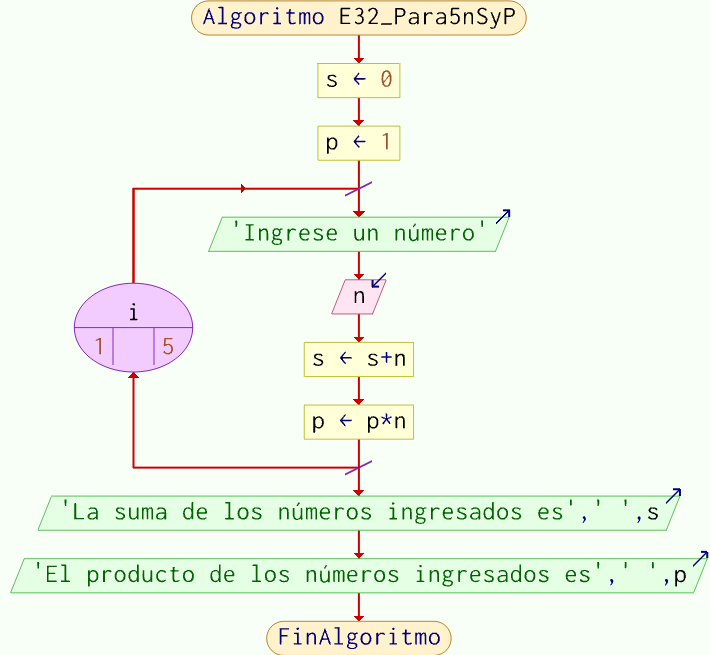 Algoritmo E32_Para5nSyP
s ← 0
p ← 1
'Ingrese un número'
n
i
1 5
s ← s+n
p ← p*n
'La suma de los números ingresados es',' ',s
'El producto de los números ingresados es',' ',p
FinAlgoritmo